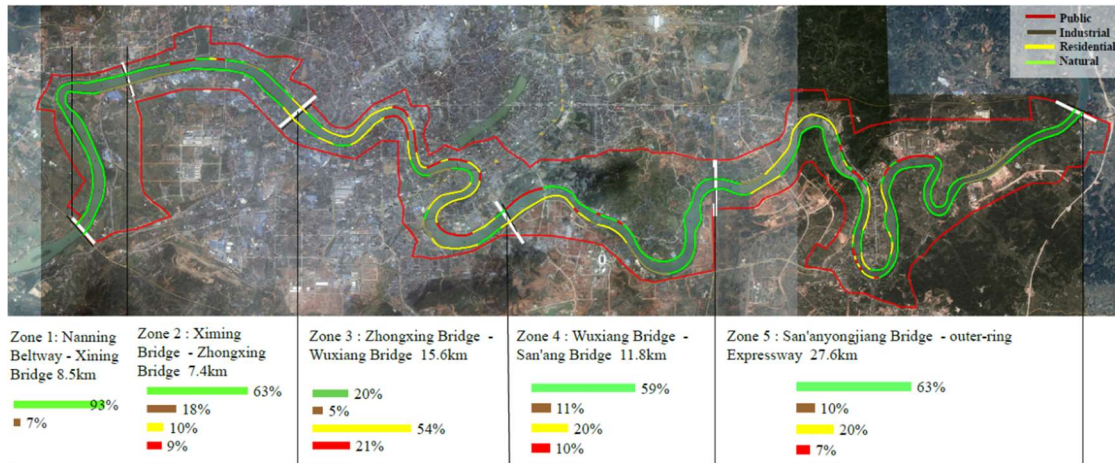 Public
Industrial
Residential
Natural
Zone 1: Nanning
Beltway - Xining
Bridge 8.5km
93%
7%
Zone 2 : Ximing
Bridge - Zhongxing
Bridge 7.4km
63%
18%
10%
9%
Zone 3 : Zhongxing Bridge -
Wuxiang Bridge 15.6km
20%
5%
54%
21%
Zone 4 : Wuxiang Bridge -
San'ang Bridge 11.8km
59%
11%
20%
10%
Zone 5 : San'anyongjiang Bridge - outer-ring
Expressway 27.6km
63%
10%
20%
7%